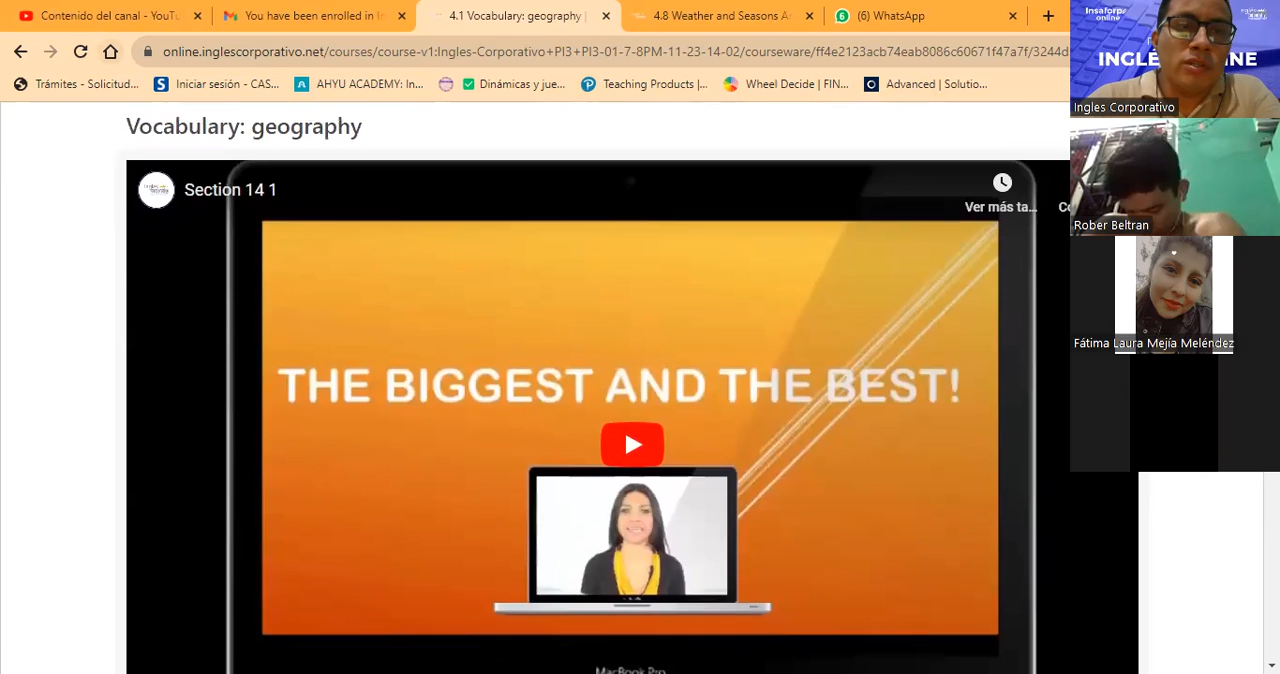 Contenido del canal - YouTu
You have been enrolled in In
4.1 Vocabulary: geography |
4.8 Weather and Seasons A
6 (6) WhatsApp
online.inglescorporativo.net/courses/course-v1:Ingles-Corporativo+PI3+PI3-01-7-8PM-11-23-14-02/courseware/ff4e2123acb74eab8086c60671f47a7f/3244d
Trámites - Solicitud...
Iniciar sesión - CAS...
AHYU ACADEMY: In...
Dinámicas y jue...
Teaching Products |...
Wheel Decide | FIN...
Advanced | Solutio...
Vocabulary: geography
Section 14 1
Ver más ta...
THE BIGGEST AND THE BEST!
MacBook Pro
Insaforp
online
Ingles Corporativo
Rober Beltran
Fátima Laura Mejía Meléndez